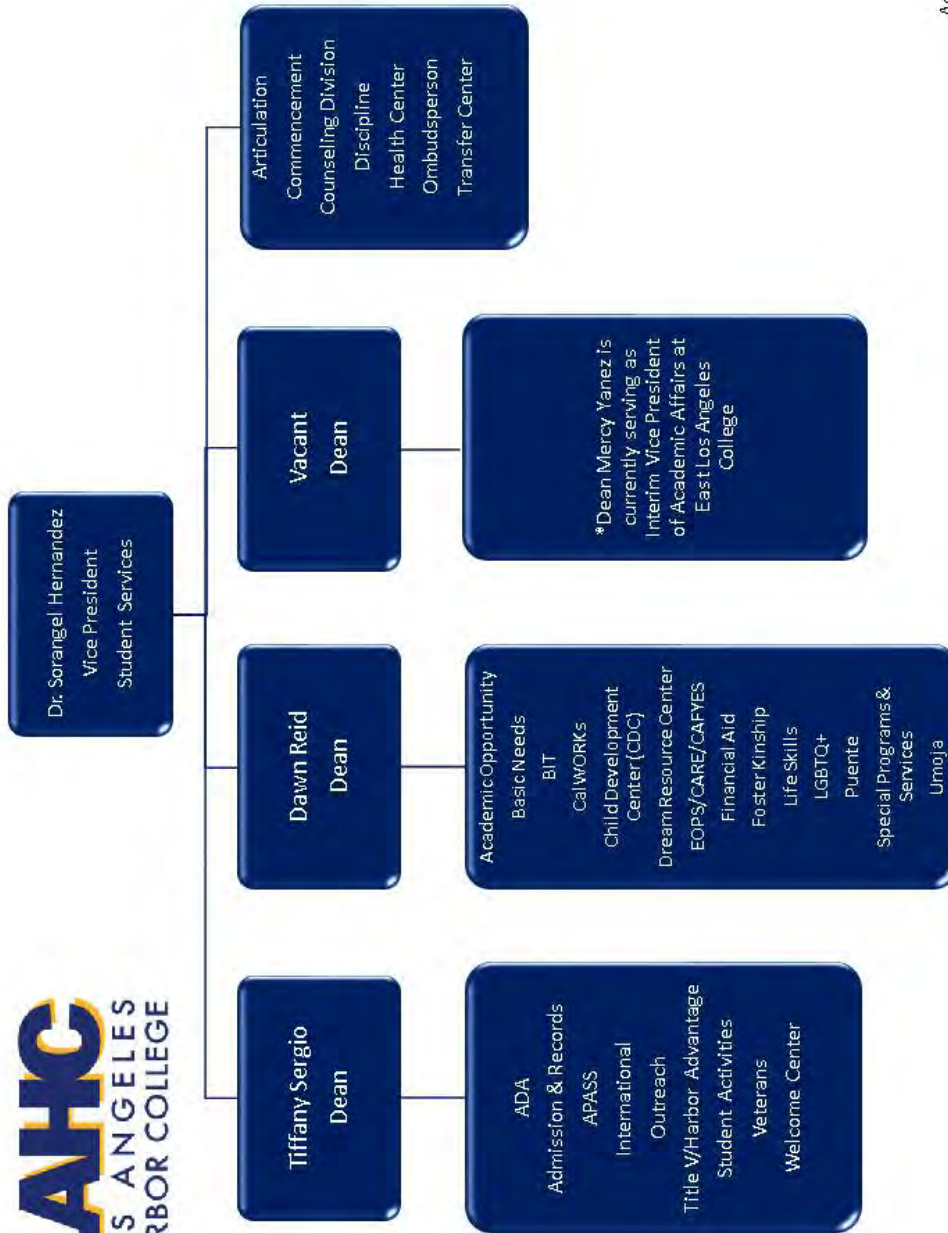 AHC
S ANGELES
RBOR COLLEGE
Dr. Sorangel Hernandez
Vice President
Student Services
Tiffany Sergio
Dean
ADA
Admission & Records
APASS
International
Outreach
Title V/Harbor Advantage
Student Activities
Veterans
Welcome Center
Dawn Reid
Dean
Academic Opportunity
Basic Needs
BIT
CalWORKs
Child Development
Center (CDC)
Dream Resource Center
EOPS/CARE/CAFYES
Financial Aid
Foster Kinship
Life Skills
LGBTQ+
Puente
Special Programs &
Services
Umoja
Vacant
Dean
*Dean Mercy Yanez is
currently serving as
Interim Vice President
of Academic Affairs at
East Los Angeles
College
Articulation
Commencement
Counseling Division
Discipline
Health Center
Ombudsperson
Transfer Center